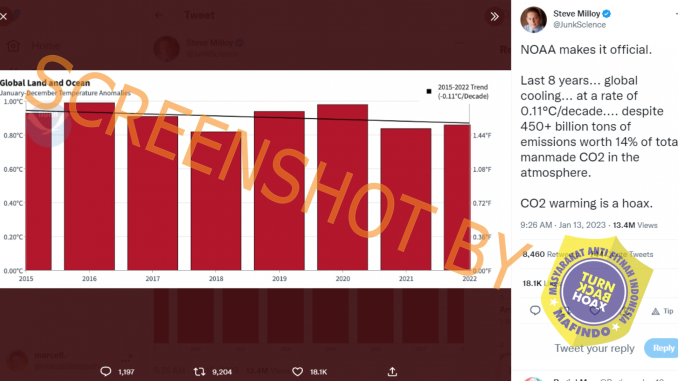 Tweet
Home
Steve Milloy
Global Land and Ocean
January-December Temperature Anomalies
2015-2022 Trend
(-0.11°C/Decade)
1.00°C
0.80°C
0.60°C
0.40°C
0.20°C
0.00°C
1.44°F
1.08°F
0.72°F
0.36°F
0.00°F
2015
2016
2017
2018
2019
2020
2021
2022
1,197
9,204
18.1K
SCREENSHOT BY
Steve Milloy
@JunkScience
NOAA makes it official.
Last 8 years... global
cooling... at a rate of
0.11°C/decade.... despite
450+ billion tons of
emissions worth 14% of total
manmade CO2 in the
atmosphere.
CO2 warming is a hoax.
9:26 AM · Jan 13, 2023 · 13.4M Views
8,460
Tweets
18.1K
Tip
Tweet your reply
Reply
MASYARAKAT ANTI FITNAH INDONESIA
TURN
BACK
HOAX
MAFINDO